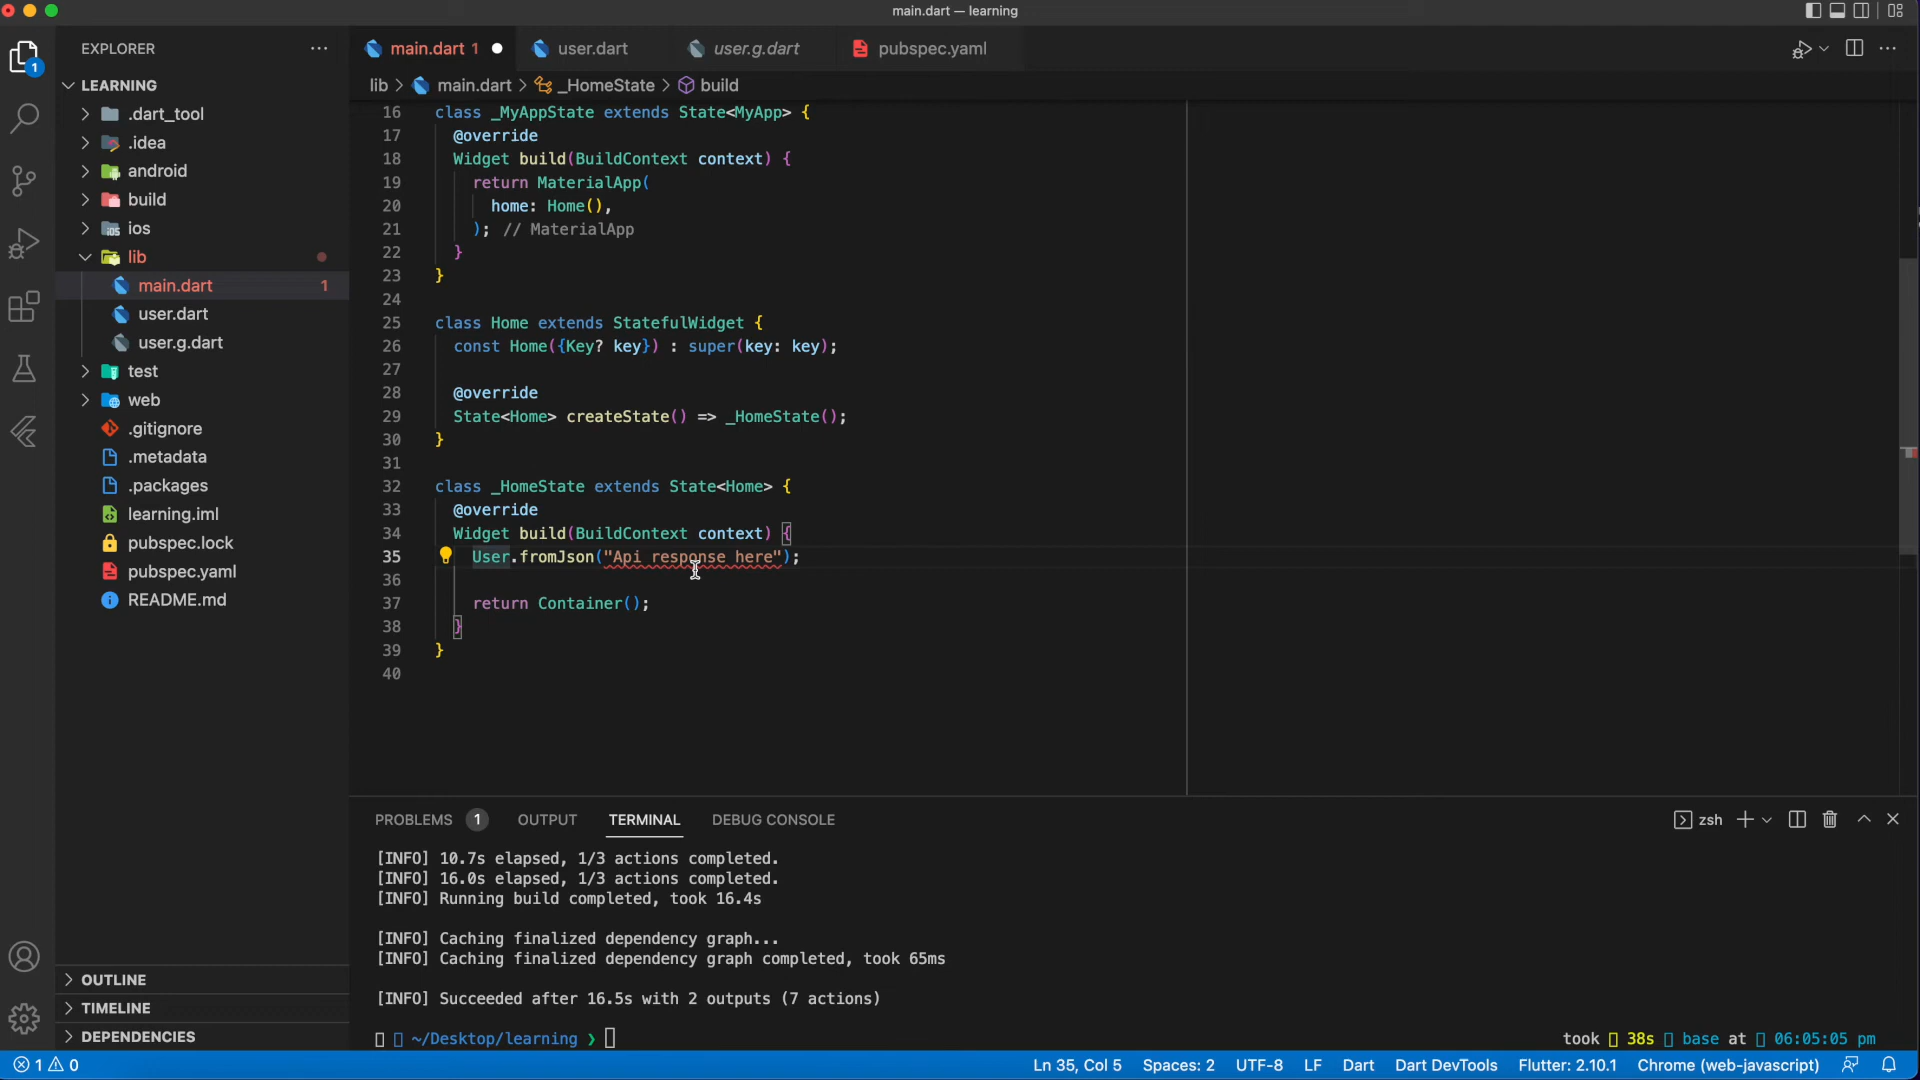 main.dart — learning
EXPLORER
main.dart 1
user.dart
user.g.dart
pubspec.yaml
1
LEARNING
lib > main.dart > _HomeState > build
.dart_tool
.idea
android
build
ios
lib
main.dart 1
user.dart
user.g.dart
test
web
.gitignore
.metadata
.packages
learning.iml
pubspec.lock
pubspec.yaml
README.md
OUTLINE
TIMELINE
DEPENDENCIES
16 class _MyAppState extends State<MyApp> {
17 @override
18 Widget build(BuildContext context) {
19 return MaterialApp(
20 home: Home(),
21 ); // MaterialApp
22 }
23 }
24
25 class Home extends StatefulWidget {
26 const Home({Key? key}) : super(key: key);
27
28 @override
29 State<Home> createState() => _HomeState();
30 }
31
32 class _HomeState extends State<Home> {
33 @override
34 Widget build(BuildContext context) {
35 User.fromJson("Api response here");
36
37 return Container();
38 }
39 }
40
PROBLEMS 1 OUTPUT TERMINAL DEBUG CONSOLE
zsh
[INFO] 10.7s elapsed, 1/3 actions completed.
[INFO] 16.0s elapsed, 1/3 actions completed.
[INFO] Running build completed, took 16.4s
[INFO] Caching finalized dependency graph...
[INFO] Caching finalized dependency graph completed, took 65ms
[INFO] Succeeded after 16.5s with 2 outputs (7 actions)
~/Desktop/learning ❯
took 38s base at 06:05:05 pm
1 0
Ln 35, Col 5 Spaces: 2 UTF-8 LF Dart Dart DevTools Flutter: 2.10.1 Chrome (web-javascript)